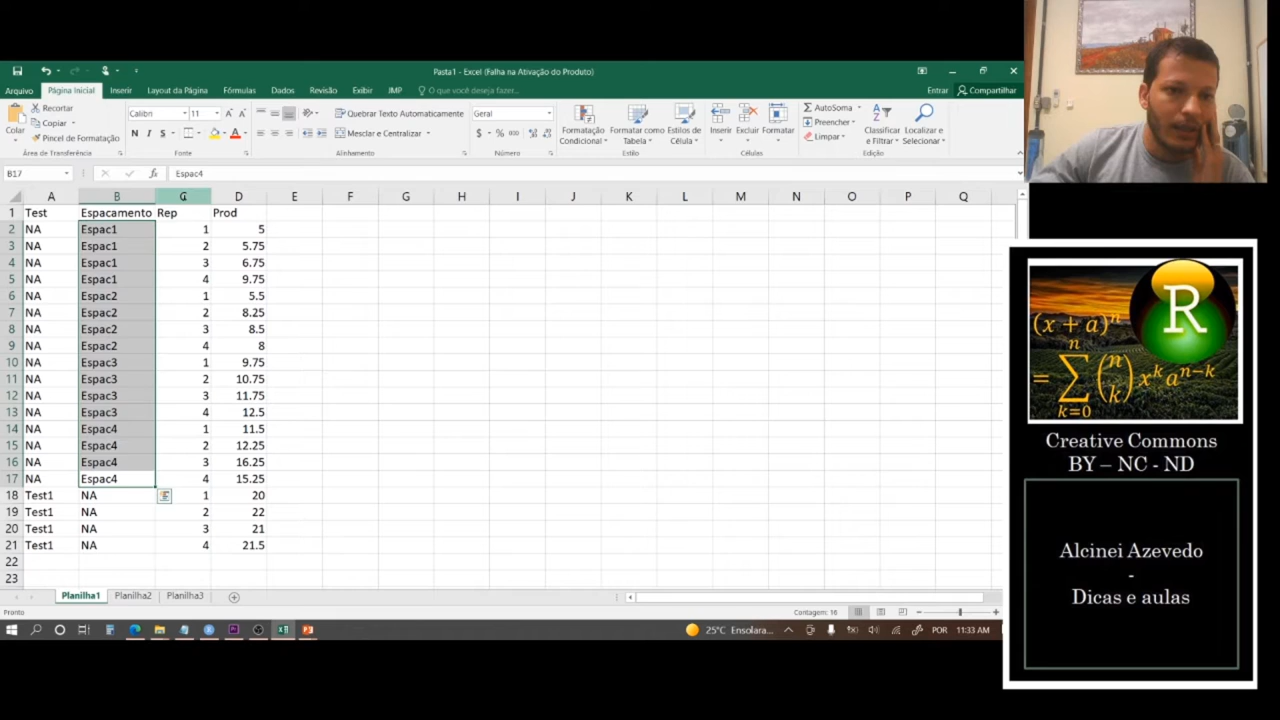 Pasta1 - Excel (Falha na Ativação do Produto)
Arquivo Página Inicial Inserir Layout da Página Fórmulas Dados Revisão Exibir JMP O que você deseja fazer... Entrar Compartilhar
Colar
Recortar
Copiar
Pincel de Formatação
Área de Transferência
Calibri 11
N I S
Fonte
Quebrar Texto Automaticamente
Mesclar e Centralizar
Alinhamento
Geral
$ % 000
Número
Formatação Condicional
Formatar como Tabela
Estilos de Célula
Estilo
Inserir Excluir Formatar
Células
AutoSoma
Preencher
Limpar
Classificar e Filtrar
Localizar e Selecionar
Edição
B17 fx Espac4
A B C D E F G H I J K L M N O P Q
1 Test Espacamento Rep Prod
2 NA Espac1 1 5
3 NA Espac1 2 5.75
4 NA Espac1 3 6.75
5 NA Espac1 4 9.75
6 NA Espac2 1 5.5
7 NA Espac2 2 8.25
8 NA Espac2 3 8.5
9 NA Espac2 4 8
10 NA Espac3 1 9.75
11 NA Espac3 2 10.75
12 NA Espac3 3 11.75
13 NA Espac3 4 12.5
14 NA Espac4 1 11.5
15 NA Espac4 2 12.25
16 NA Espac4 3 16.25
17 NA Espac4 4 15.25
18 Test1 NA 1 20
19 Test1 NA 2 22
20 Test1 NA 3 21
21 Test1 NA 4 21.5
22
23
Planilha1 Planilha2 Planilha3
Pronto Contagem: 16
25°C Ensolara... POR 11:33 AM
R
(x + a)^n
= ∑_{k=0}^{n} (n k) x^k a^{n−k}
Creative Commons
BY – NC - ND
Alcinei Azevedo
-
Dicas e aulas